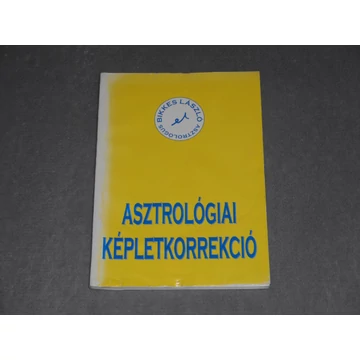 BIKKES LÁSZLÓ ASZTROLÓGUS
ASZTROLÓGIAI
KÉPLETKORREKCIÓ